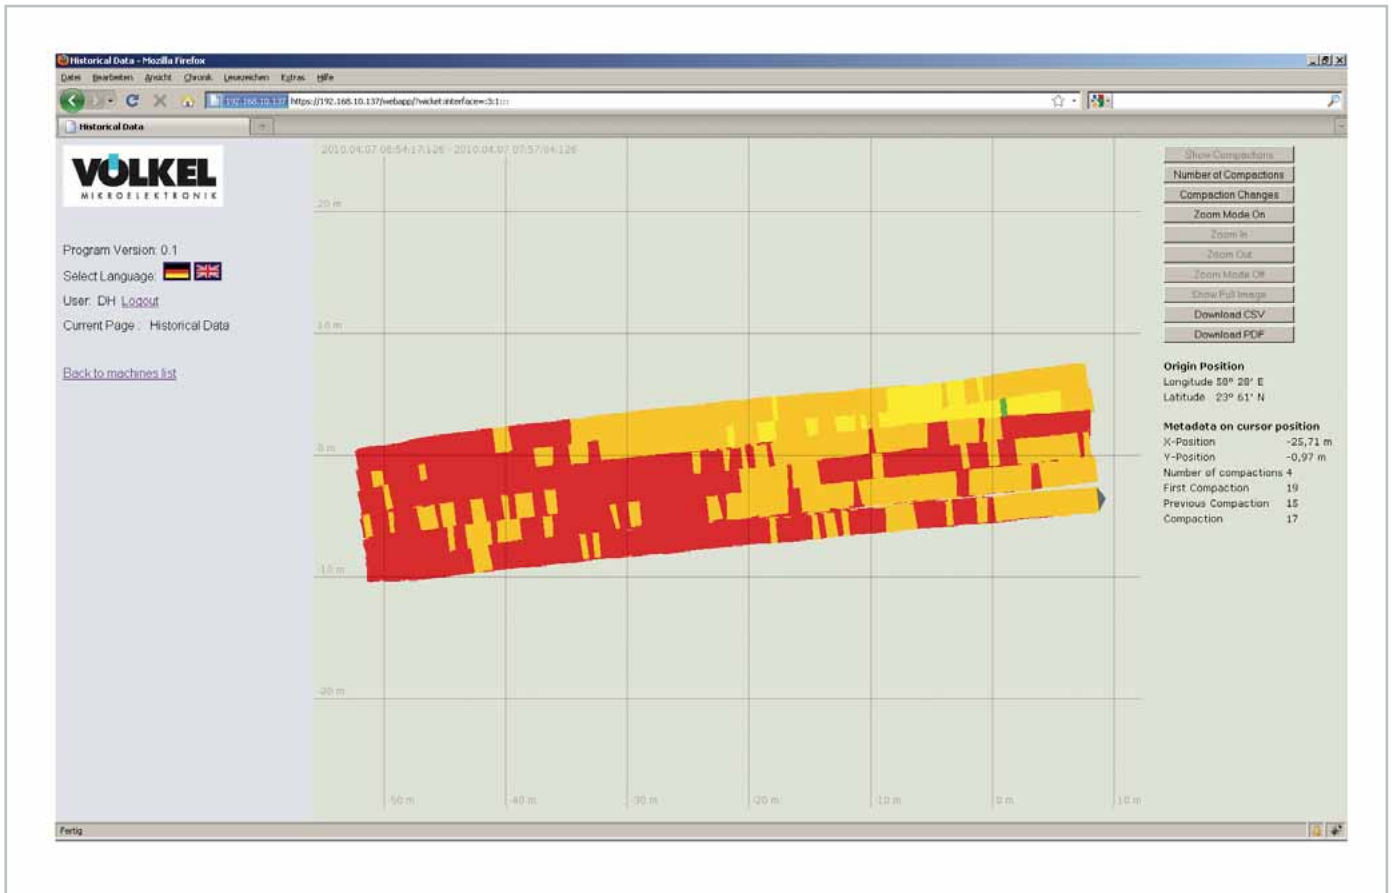 Historical Data - Mozilla Firefox
Datei Bearbeiten Ansicht Chronik Lesezeichen Extras Hilfe
192.168.10.137 https://192.168.10.137/webapp/?wicket:interface=:3:1:::
Historical Data
VÖLKEL
MIKROELEKTRONIK
Program Version: 0.1
Select Language:
User: DH Logout
Current Page : Historical Data
Back to machines list
2010.04.07 06:54:17:126 - 2010.04.07 07:57:04:126
20 m
10 m
0 m
-10 m
-20 m
-50 m
-40 m
-30 m
-20 m
-10 m
0 m
10 m
Show Compactions
Number of Compactions
Compaction Changes
Zoom Mode On
Zoom In
Zoom Out
Zoom Mode Off
Show Full Image
Download CSV
Download PDF
Origin Position
Longitude 58° 28' E
Latitude 23° 61' N
Metadata on cursor position
X-Position -25,71 m
Y-Position -0,97 m
Number of compactions 4
First Compaction 19
Previous Compaction 15
Compaction 17
Fertig